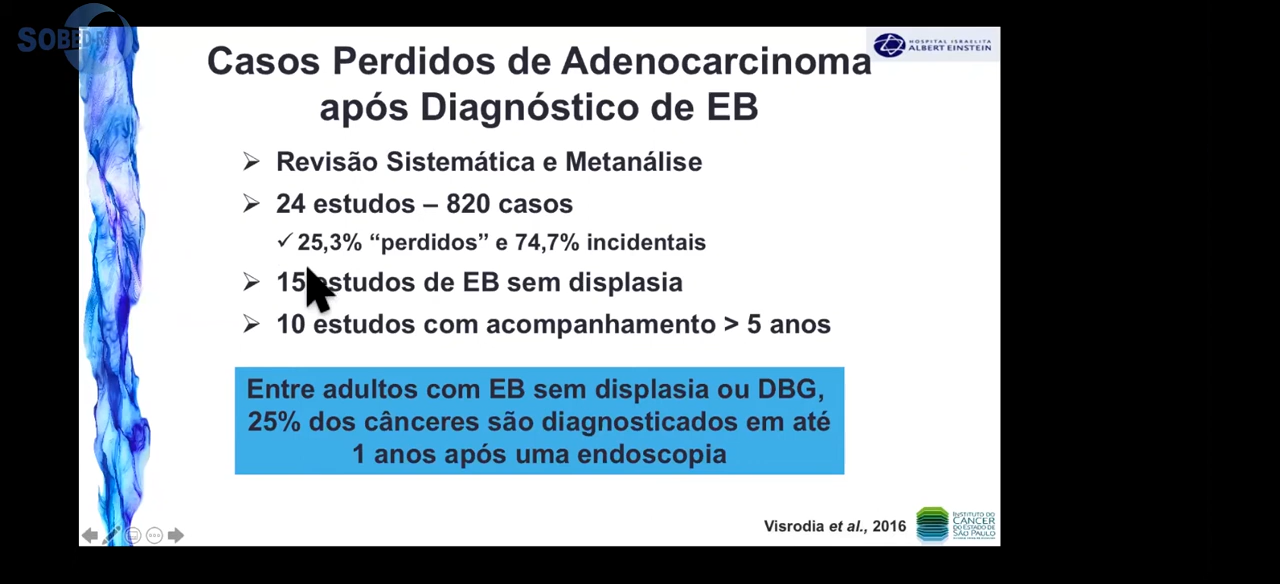 SOBED
HOSPITAL ISRAELITA
ALBERT EINSTEIN
Casos Perdidos de Adenocarcinoma
após Diagnóstico de EB
Revisão Sistemática e Metanálise
24 estudos – 820 casos
25,3% “perdidos” e 74,7% incidentais
15 estudos de EB sem displasia
10 estudos com acompanhamento > 5 anos
Entre adultos com EB sem displasia ou DBG,
25% dos cânceres são diagnosticados em até
1 anos após uma endoscopia
Visrodia et al., 2016
INSTITUTO DO
CÂNCER
DO ESTADO DE
SÃO PAULO